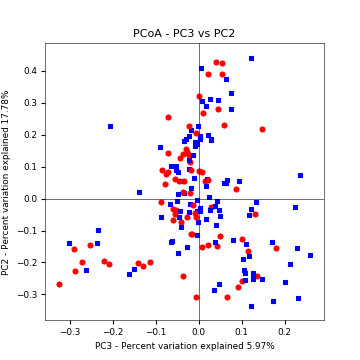 PCoA - PC3 vs PC2
PC2 - Percent variation explained 17.78%
0.4
0.3
0.2
0.1
0.0
−0.1
−0.2
−0.3
−0.3 −0.2 −0.1 0.0 0.1 0.2
PC3 - Percent variation explained 5.97%